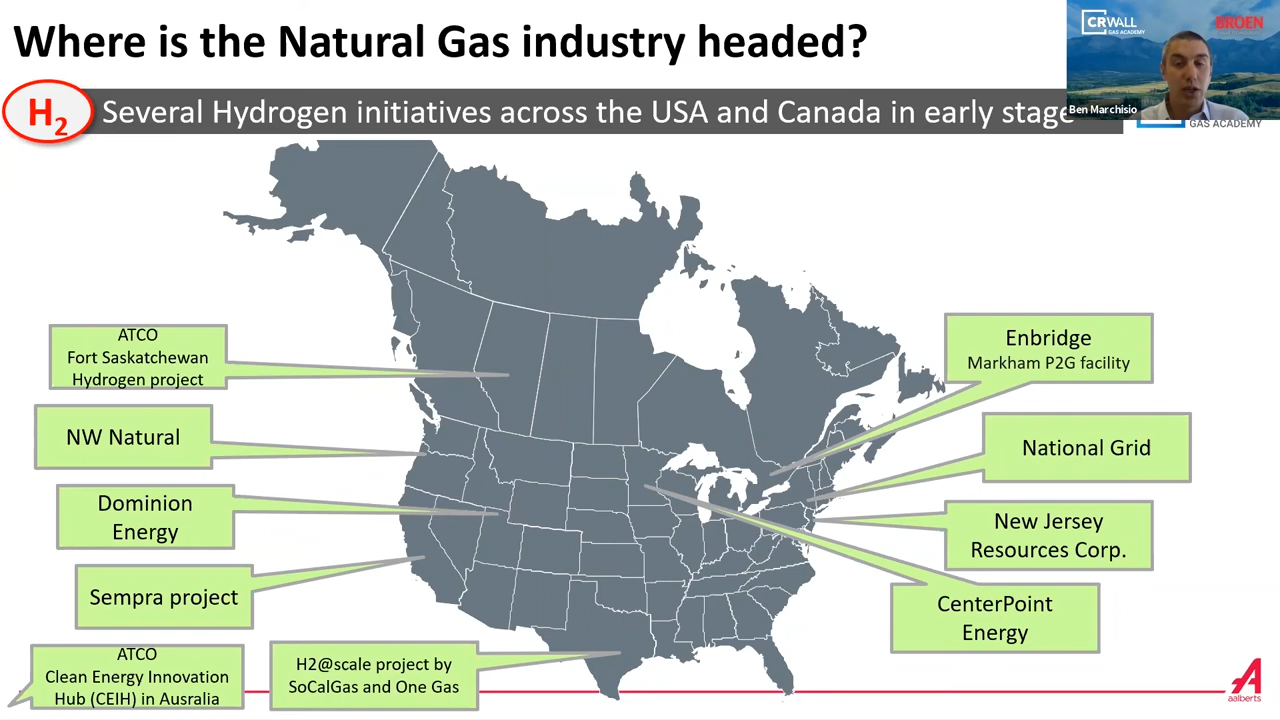 Where is the Natural Gas industry headed?
CRWALL
GAS ACADEMY
BROEN
Ben Marchisio
H2
Several Hydrogen initiatives across the USA and Canada in early stage
GAS ACADEMY
ATCO
Fort Saskatchewan
Hydrogen project
NW Natural
Dominion
Energy
Sempra project
ATCO
Clean Energy Innovation
Hub (CEIH) in Ausralia
H2@scale project by
SoCalGas and One Gas
Enbridge
Markham P2G facility
National Grid
New Jersey
Resources Corp.
CenterPoint
Energy
aalberts